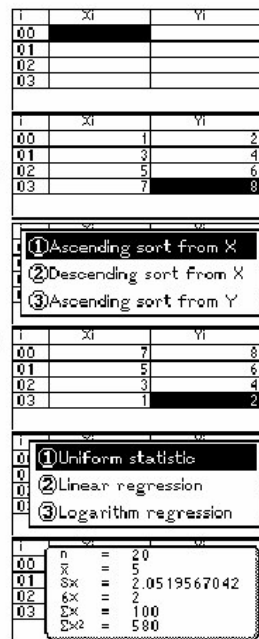 i Xi Yi
00
01
02
03
i Xi Yi
00 1 2
01 3 4
02 5 6
03 7 8
①Ascending sort from X
②Descending sort from X
③Ascending sort from Y
i Xi Yi
00 7 8
01 5 6
02 3 4
03 1 2
①Uniform statistic
②Linear regression
③Logarithm regression
00
01
02
03
n = 20
x̄ = 5
Sx = 2.0519567042
6x = 2
Σx = 100
Σx² = 580